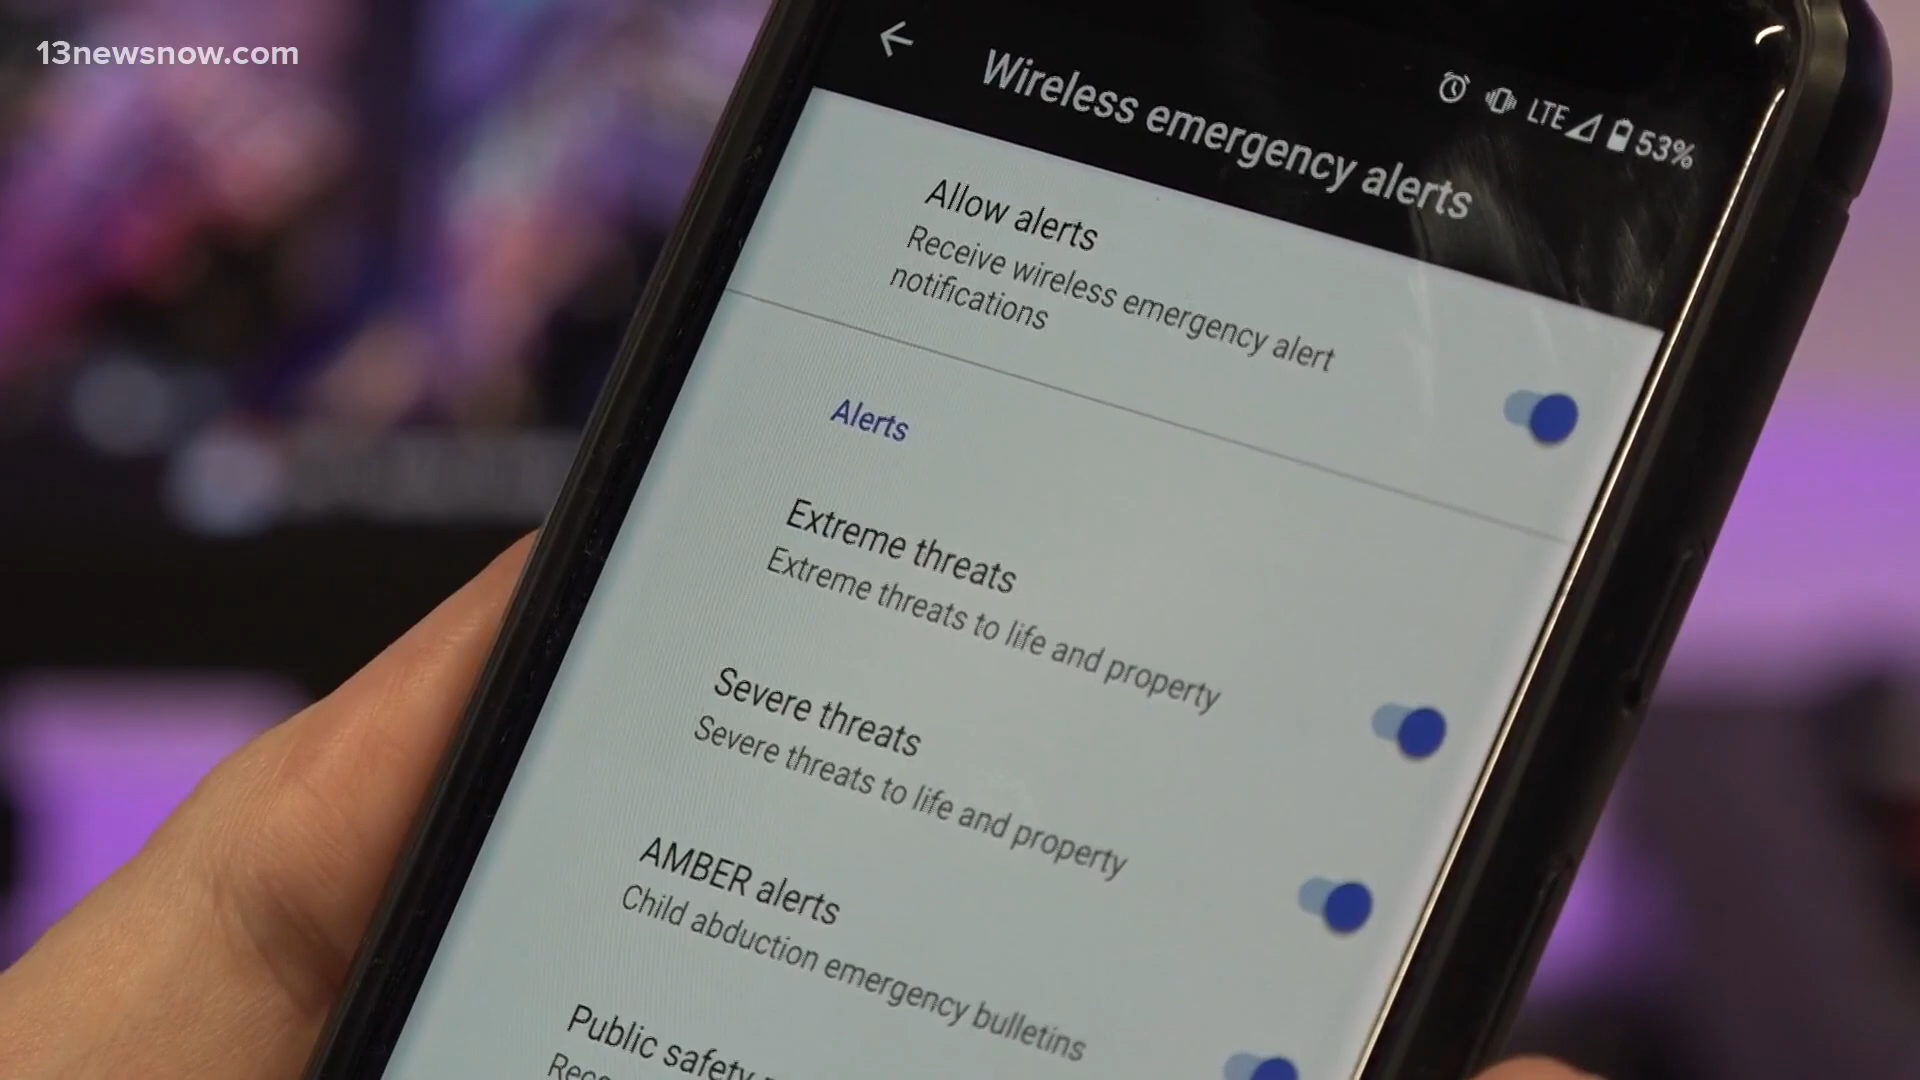 13newsnow.com
LTE 53%
Wireless emergency alerts
Allow alerts
Receive wireless emergency alert
notifications
Alerts
Extreme threats
Extreme threats to life and property
Severe threats
Severe threats to life and property
AMBER alerts
Child abduction emergency bulletins
Public safety